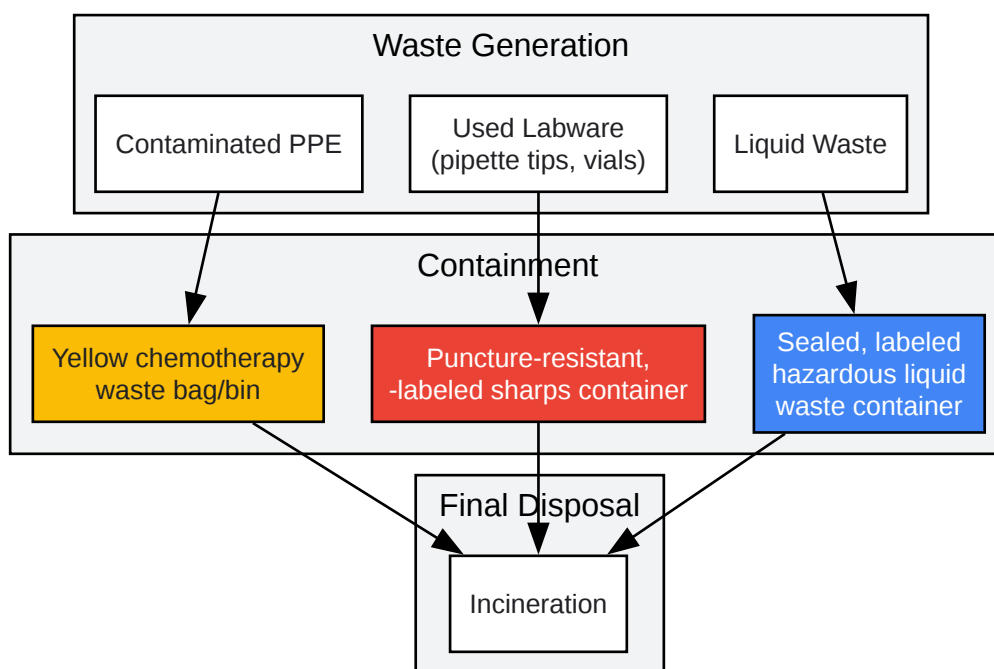 Waste Generation
Contaminated PPE
Used Labware
(pipette tips, vials)
Liquid Waste
Containment
Yellow chemotherapy
waste bag/bin
Puncture-resistant,
-labeled sharps container
Sealed, labeled
hazardous liquid
waste container
Final Disposal
Incineration